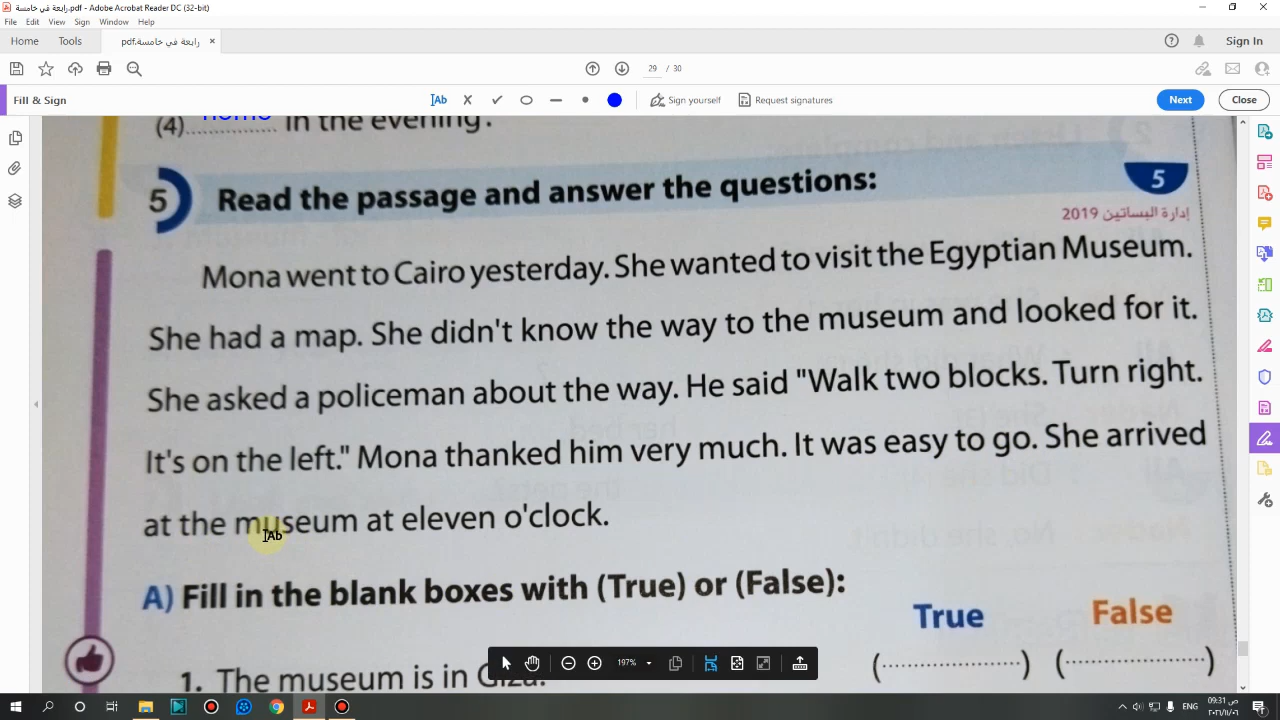 رابعة في خامسة.pdf - Adobe Acrobat Reader DC (32-bit)
File Edit View Sign Window Help
Home Tools رابعة في خامسة.pdf × Sign In
29 / 30
Fill & Sign Ab Sign yourself Request signatures Next Close
(4) home in the evening.
5 Read the passage and answer the questions: 5
إدارة البساتين 2019
Mona went to Cairo yesterday. She wanted to visit the Egyptian Museum.
She had a map. She didn't know the way to the museum and looked for it.
She asked a policeman about the way. He said "Walk two blocks. Turn right.
It's on the left." Mona thanked him very much. It was easy to go. She arrived
at the museum at eleven o'clock.
Ab
A) Fill in the blank boxes with (True) or (False):
True False
1. The museum is in Giza. (....................) (....................)
197%
ENG 09:31 ص